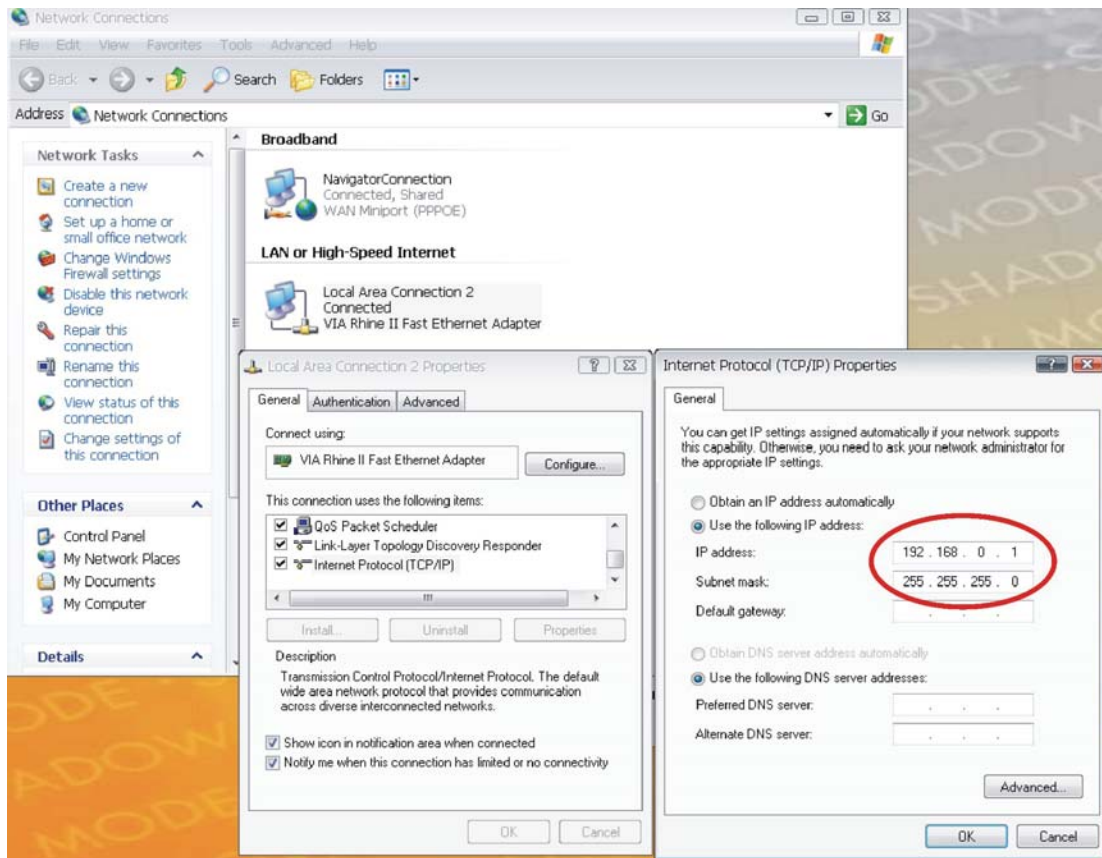 Network Connections
File Edit View Favorites Tools Advanced Help
Back Search Folders
Address Network Connections Go
Network Tasks
Create a new
connection
Set up a home or
small office network
Change Windows
Firewall settings
Disable this network
device
Repair this
connection
Rename this
connection
View status of this
connection
Change settings of
this connection
Other Places
Control Panel
My Network Places
My Documents
My Computer
Details
Broadband
NavigatorConnection
Connected, Shared
WAN Miniport (PPPOE)
LAN or High-Speed Internet
Local Area Connection 2
Connected
VIA Rhine II Fast Ethernet Adapter
Local Area Connection 2 Properties
General Authentication Advanced
Connect using:
VIA Rhine II Fast Ethernet Adapter Configure...
This connection uses the following items:
QoS Packet Scheduler
Link-Layer Topology Discovery Responder
Internet Protocol (TCP/IP)
Install... Uninstall Properties
Description
Transmission Control Protocol/Internet Protocol. The default
wide area network protocol that provides communication
across diverse interconnected networks.
Show icon in notification area when connected
Notify me when this connection has limited or no connectivity
OK Cancel
Internet Protocol (TCP/IP) Properties
General
You can get IP settings assigned automatically if your network supports
this capability. Otherwise, you need to ask your network administrator for
the appropriate IP settings.
Obtain an IP address automatically
Use the following IP address:
IP address: 192 . 168 . 0 . 1
Subnet mask: 255 . 255 . 255 . 0
Default gateway: . . .
Obtain DNS server address automatically
Use the following DNS server addresses:
Preferred DNS server: . . .
Alternate DNS server: . . .
Advanced...
OK Cancel
MODE
SHADOW
MODE